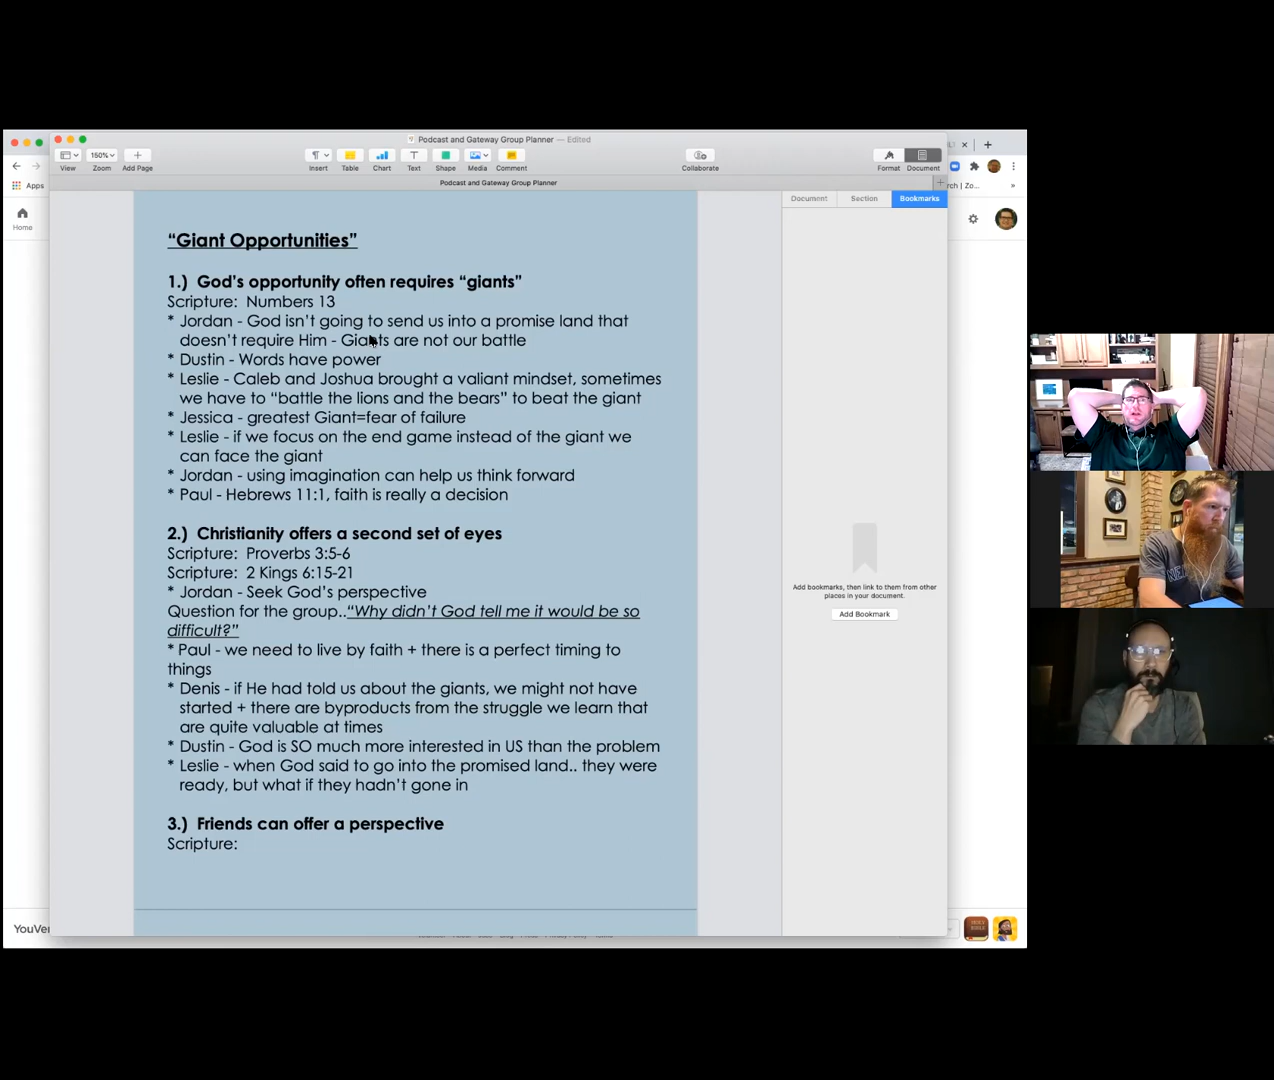 Podcast and Gateway Group Planner — Edited
View
150%
Zoom
Add Page
Insert
Table
Chart
Text
Shape
Media
Comment
Collaborate
Format
Document
Apps
Podcast and Gateway Group Planner
Home
Section
Bookmarks
“Giant Opportunities”
1.) God’s opportunity often requires “giants”
Scripture: Numbers 13
* Jordan - God isn’t going to send us into a promise land that
doesn’t require Him - Giants are not our battle
* Dustin - Words have power
* Leslie - Caleb and Joshua brought a valiant mindset, sometimes
we have to “battle the lions and the bears” to beat the giant
* Jessica - greatest Giant=fear of failure
* Leslie - if we focus on the end game instead of the giant we
can face the giant
* Jordan - using imagination can help us think forward
* Paul - Hebrews 11:1, faith is really a decision
2.) Christianity offers a second set of eyes
Scripture: Proverbs 3:5-6
Scripture: 2 Kings 6:15-21
* Jordan - Seek God’s perspective
Question for the group..“Why didn’t God tell me it would be so
difficult?”
* Paul - we need to live by faith + there is a perfect timing to
things
* Denis - if He had told us about the giants, we might not have
started + there are byproducts from the struggle we learn that
are quite valuable at times
* Dustin - God is SO much more interested in US than the problem
* Leslie - when God said to go into the promised land.. they were
ready, but what if they hadn’t gone in
3.) Friends can offer a perspective
Scripture:
Add bookmarks, then link to them from other
places in your document.
Add Bookmark
YouVer
HOLY
BIBLE